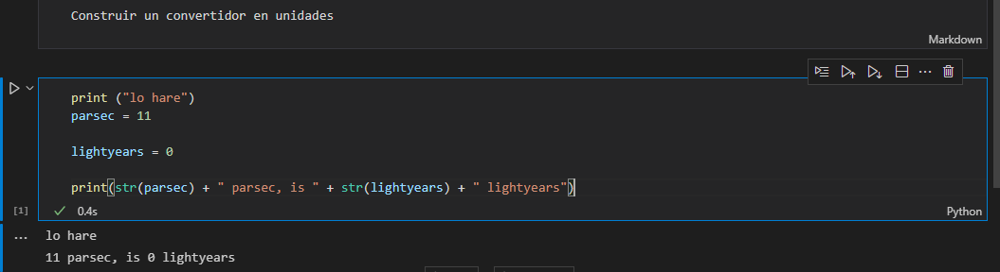 Construir un convertidor en unidades
Markdown
print ("lo hare")
parsec = 11
lightyears = 0
print(str(parsec) + " parsec, is " + str(lightyears) + " lightyears")
[1] 0.4s Python
lo hare
11 parsec, is 0 lightyears